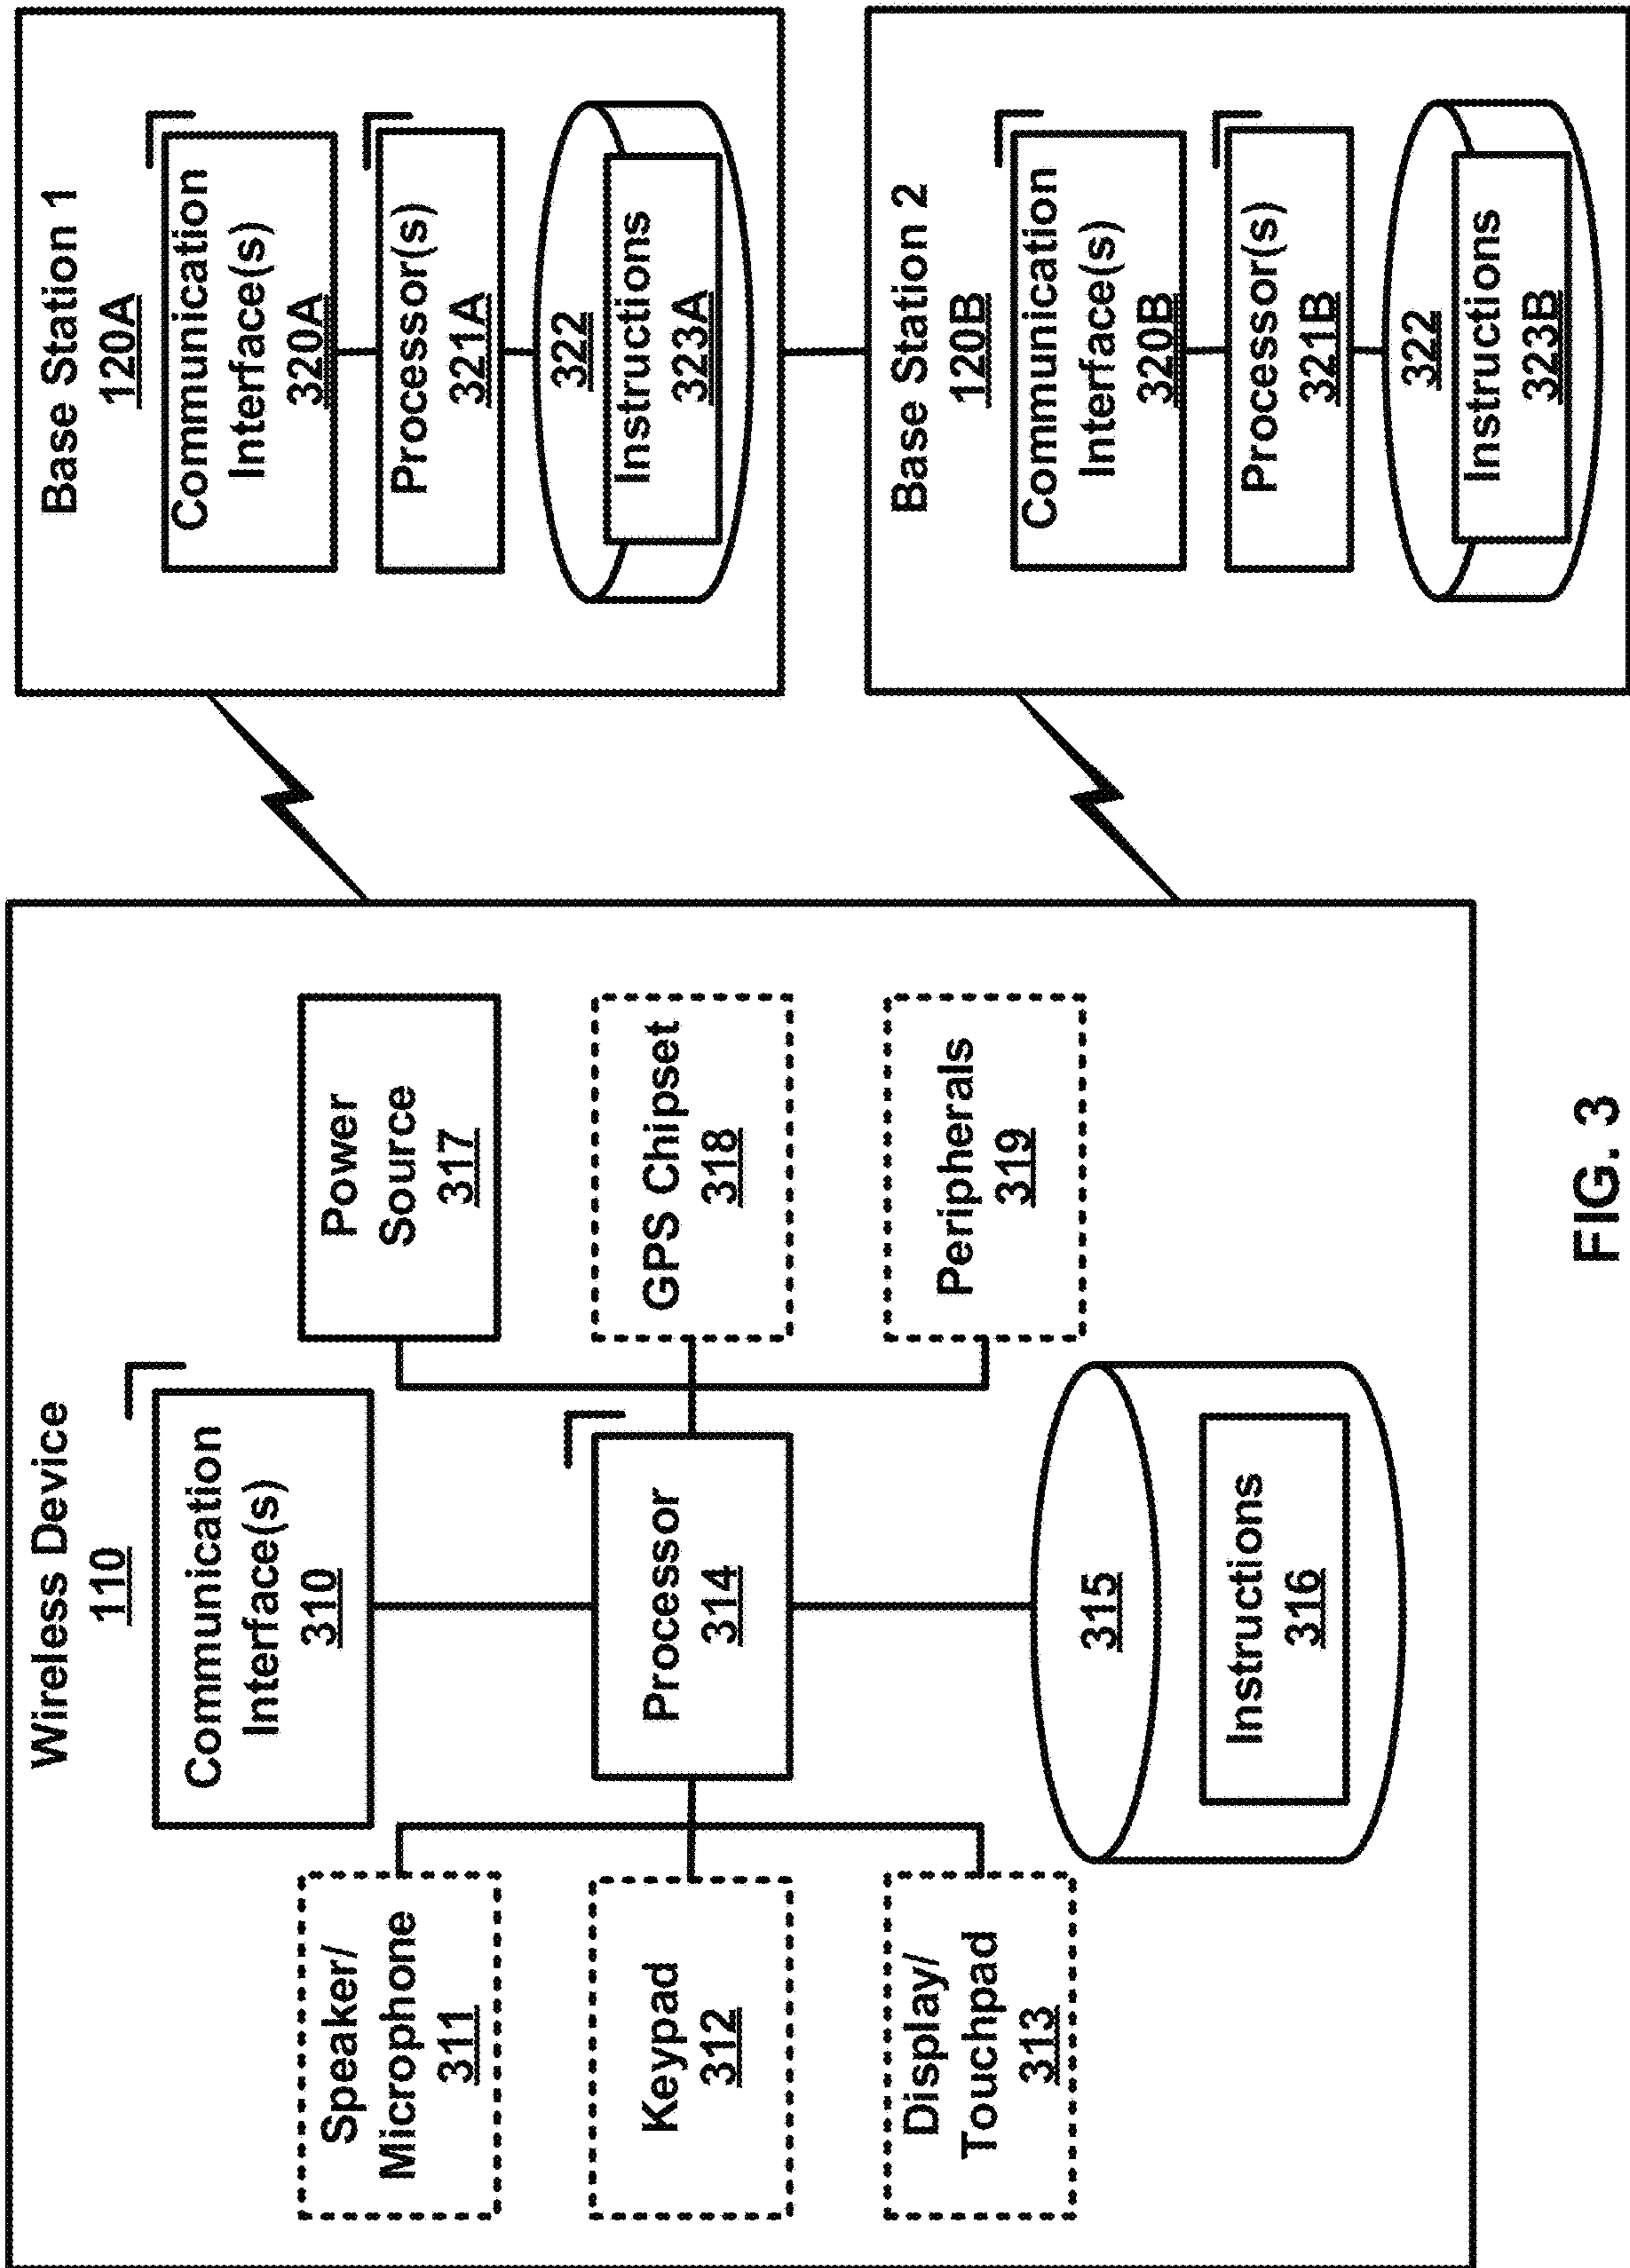 Wireless Device
110
Communication
Interface(s)
310
Speaker/
Microphone
311
Keypad
312
Display/
Touchpad
313
Processor
314
Power
Source
317
GPS Chipset
318
Peripherals
319
315
Instructions
316
Base Station 1
120A
Communication
Interface(s)
320A
Processor(s)
321A
322
Instructions
323A
Base Station 2
120B
Communication
Interface(s)
320B
Processor(s)
321B
322
Instructions
323B
FIG. 3